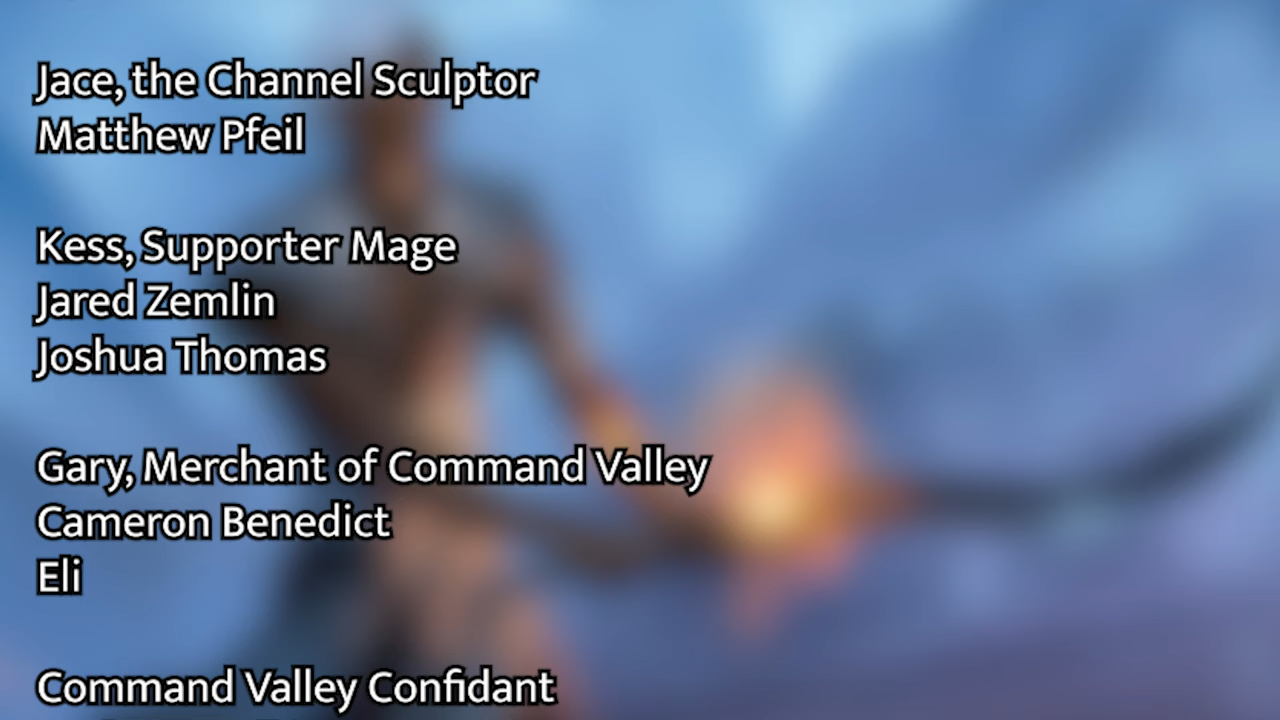 Jace, the Channel Sculptor
Matthew Pfeil
Kess, Supporter Mage
Jared Zemlin
Joshua Thomas
Gary, Merchant of Command Valley
Cameron Benedict
Eli
Command Valley Confidant